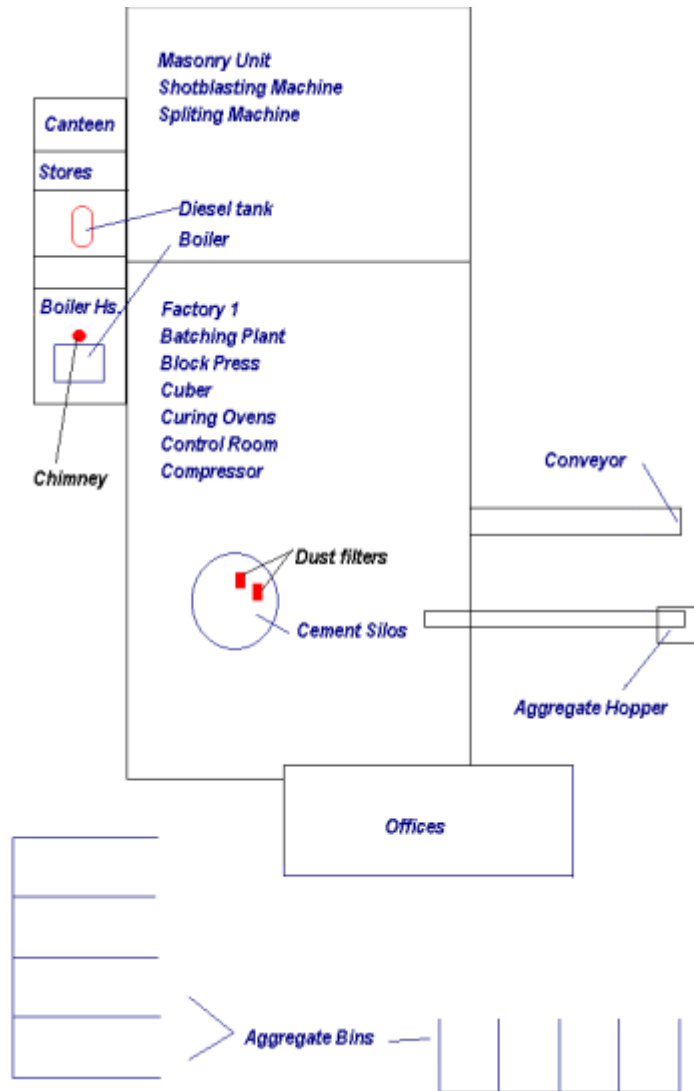 Masonry Unit
Shotblasting Machine
Spliting Machine
Canteen
Stores
Diesel tank
Boiler
Boiler Hs.
Factory 1
Batching Plant
Block Press
Cuber
Curing Ovens
Control Room
Compressor
Chimney
Conveyor
Dust filters
Cement Silos
Aggregate Hopper
Offices
Aggregate Bins